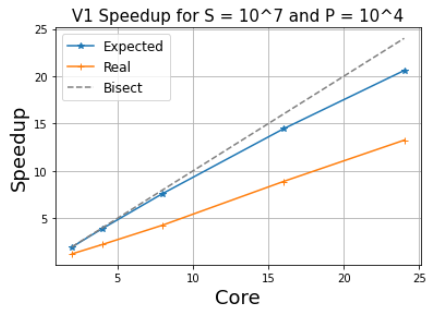 V1 Speedup for S = 10^7 and P = 10^4
Expected
Real
Bisect
Speedup
25
20
15
10
5
5
10
15
20
25
Core